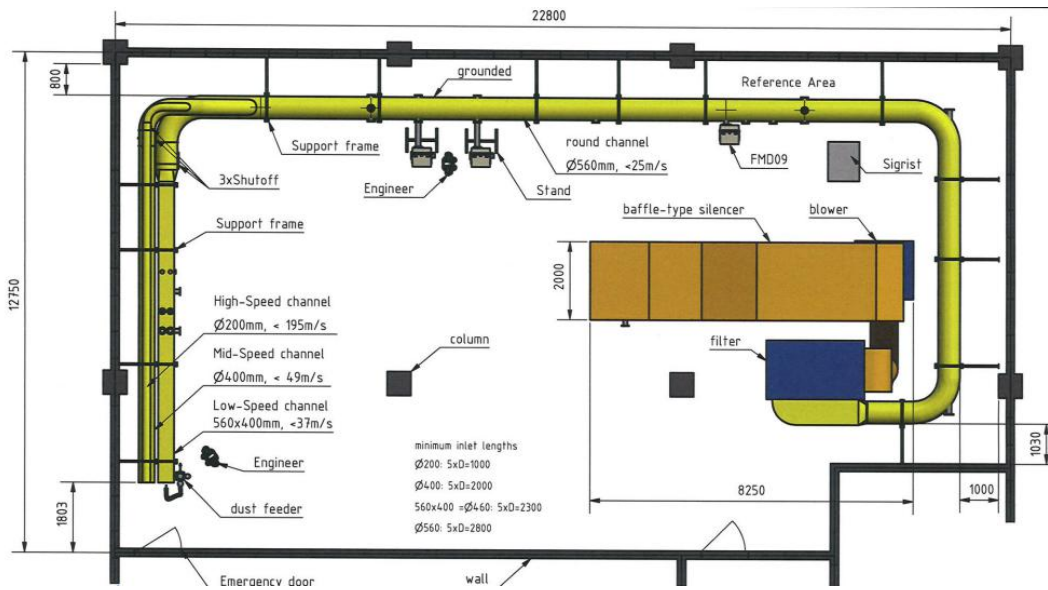 22800
800
grounded
Reference Area
Support frame
round channel
Ø560mm, <25m/s
FMD09
Sigrist
3xShutoff
Engineer
Stand
baffle-type silencer
blower
Support frame
12750
2000
High-Speed channel
Ø200mm, < 195m/s
Mid-Speed channel
Ø400mm, < 49m/s
Low-Speed channel
560x400mm, <37m/s
column
filter
minimum inlet lengths
Ø200: 5xD=1000
Ø400: 5xD=2000
560x400 =Ø460: 5xD=2300
Ø560: 5xD=2800
Engineer
dust feeder
1803
8250
1030
1000
Emergency door
wall